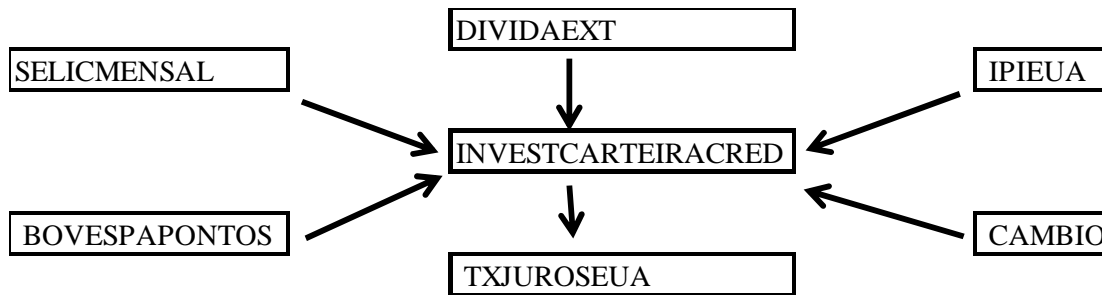 DIVIDAEXT
SELICMENSAL
IPIEUA
INVESTCARTEIRACRED
BOVESPAPONTOS
CAMBIO
TXJUROSEUA